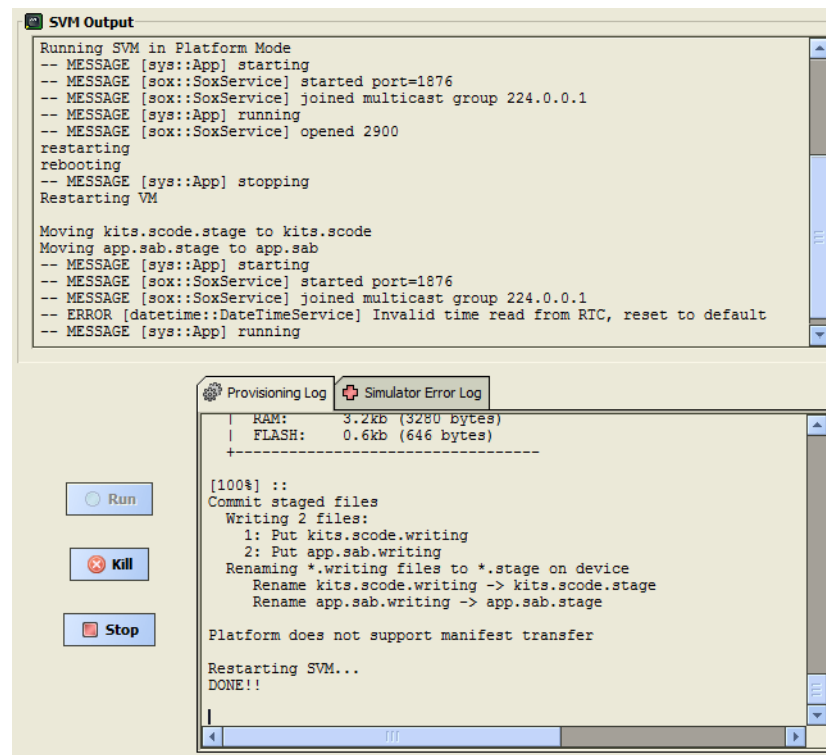 SVM Output
Running SVM in Platform Mode
-- MESSAGE [sys::App] starting
-- MESSAGE [sox::SoxService] started port=1876
-- MESSAGE [sox::SoxService] joined multicast group 224.0.0.1
-- MESSAGE [sys::App] running
-- MESSAGE [sox::SoxService] opened 2900
restarting
rebooting
-- MESSAGE [sys::App] stopping
Restarting VM
Moving kits.scode.stage to kits.scode
Moving app.sab.stage to app.sab
-- MESSAGE [sys::App] starting
-- MESSAGE [sox::SoxService] started port=1876
-- MESSAGE [sox::SoxService] joined multicast group 224.0.0.1
-- ERROR [datetime::DateTimeService] Invalid time read from RTC, reset to default
-- MESSAGE [sys::App] running
Provisioning Log Simulator Error Log
| RAM: 3.2kb (3280 bytes)
| FLASH: 0.6kb (646 bytes)
+----------------------------------
[100%] ::
Commit staged files
Writing 2 files:
1: Put kits.scode.writing
2: Put app.sab.writing
Renaming *.writing files to *.stage on device
Rename kits.scode.writing -> kits.scode.stage
Rename app.sab.writing -> app.sab.stage
Platform does not support manifest transfer
Restarting SVM...
DONE!!
Run
Kill
Stop